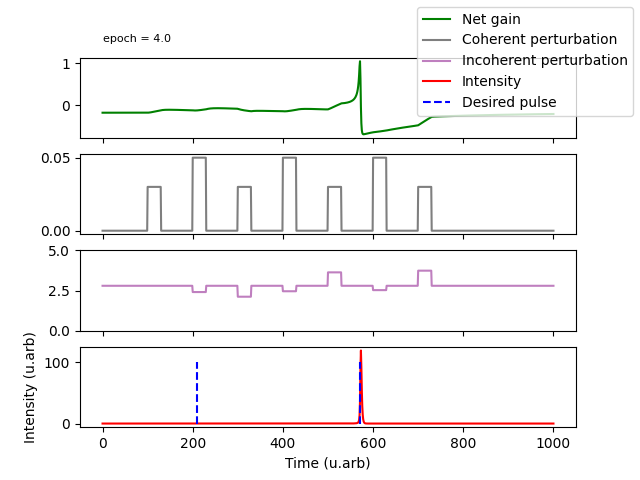 epoch = 4.0
Net gain
Coherent perturbation
Incoherent perturbation
Intensity
Desired pulse
1
0
0.05
0.00
5.0
2.5
0.0
100
0
Intensity (u.arb)
0 200 400 600 800 1000
Time (u.arb)